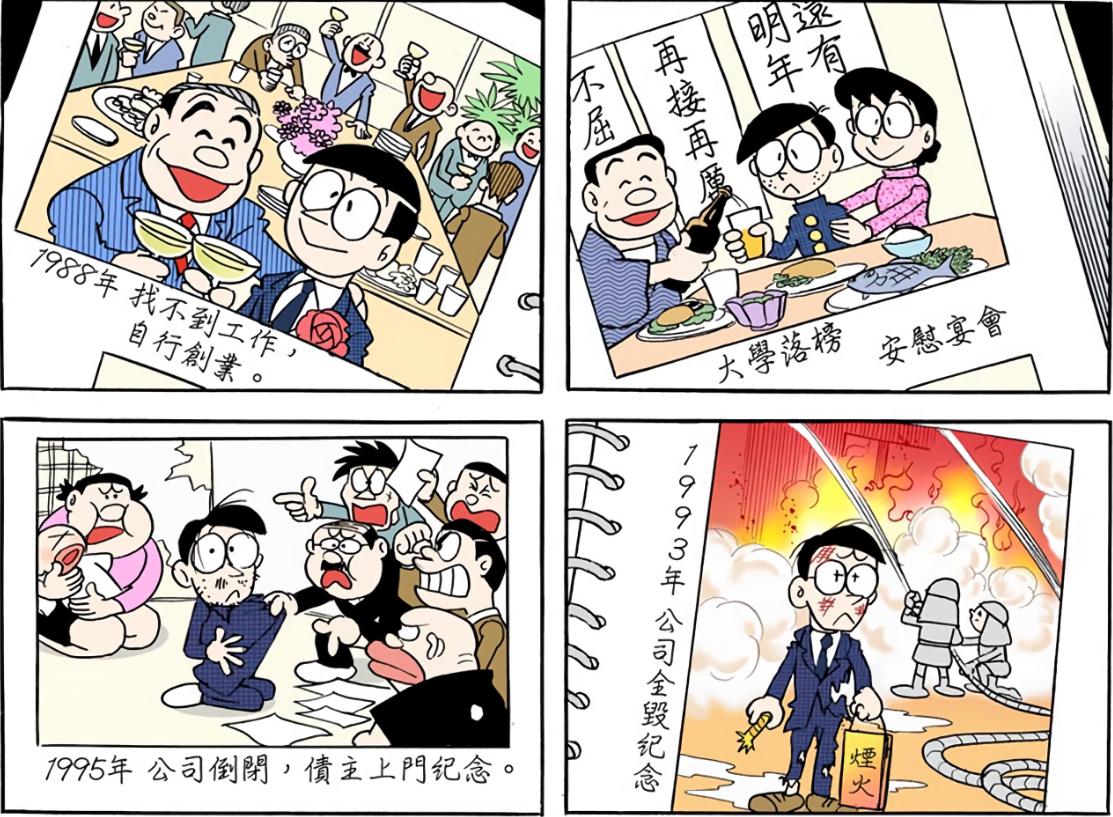 還有
明年
再接再厲
不屈
大學落榜 安慰宴會
1988年 找不到工作，
自行創業。
1993年 公司全毀紀念
煙火
1995年 公司倒閉，債主上門紀念。